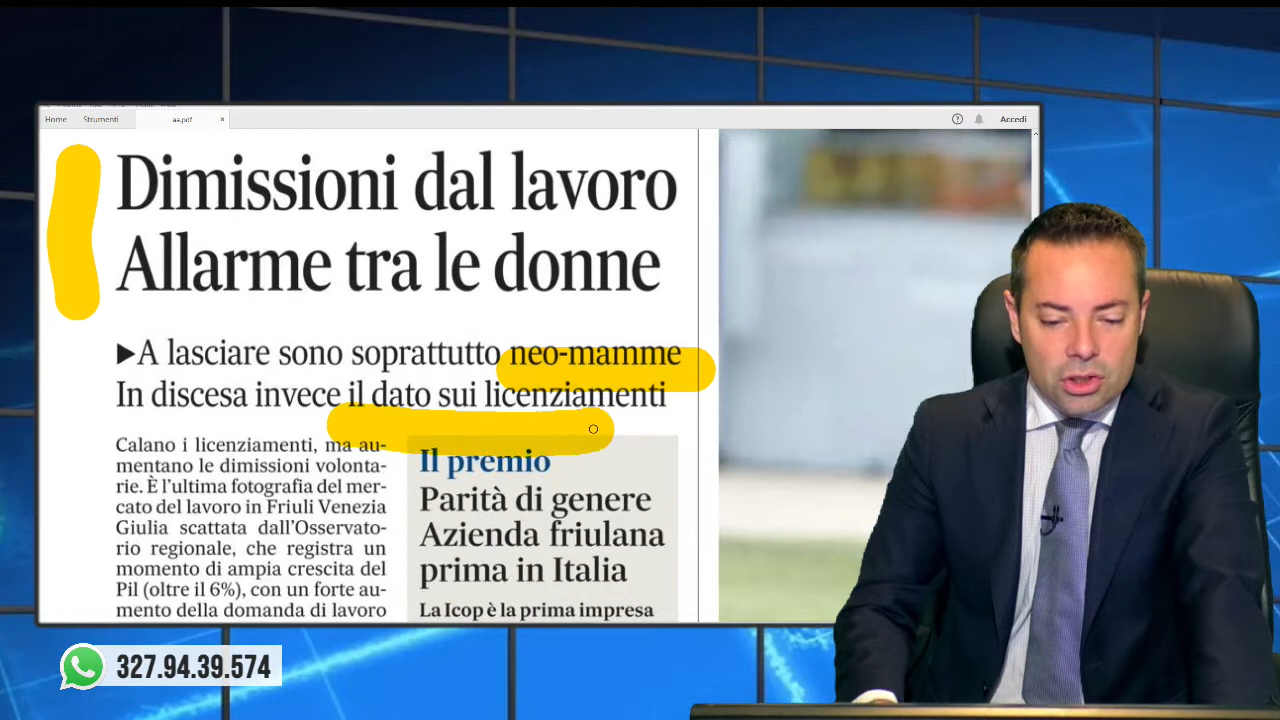 Home Strumenti aa.pdf × ? Accedi
Dimissioni dal lavoro
Allarme tra le donne
▶A lasciare sono soprattutto neo-mamme
In discesa invece il dato sui licenziamenti
Calano i licenziamenti, ma au-
mentano le dimissioni volonta-
rie. È l'ultima fotografia del mer-
cato del lavoro in Friuli Venezia
Giulia scattata dall'Osservato-
rio regionale, che registra un
momento di ampia crescita del
Pil (oltre il 6%), con un forte au-
mento della domanda di lavoro
Il premio
Parità di genere
Azienda friulana
prima in Italia
La Icop è la prima impresa
327.94.39.574